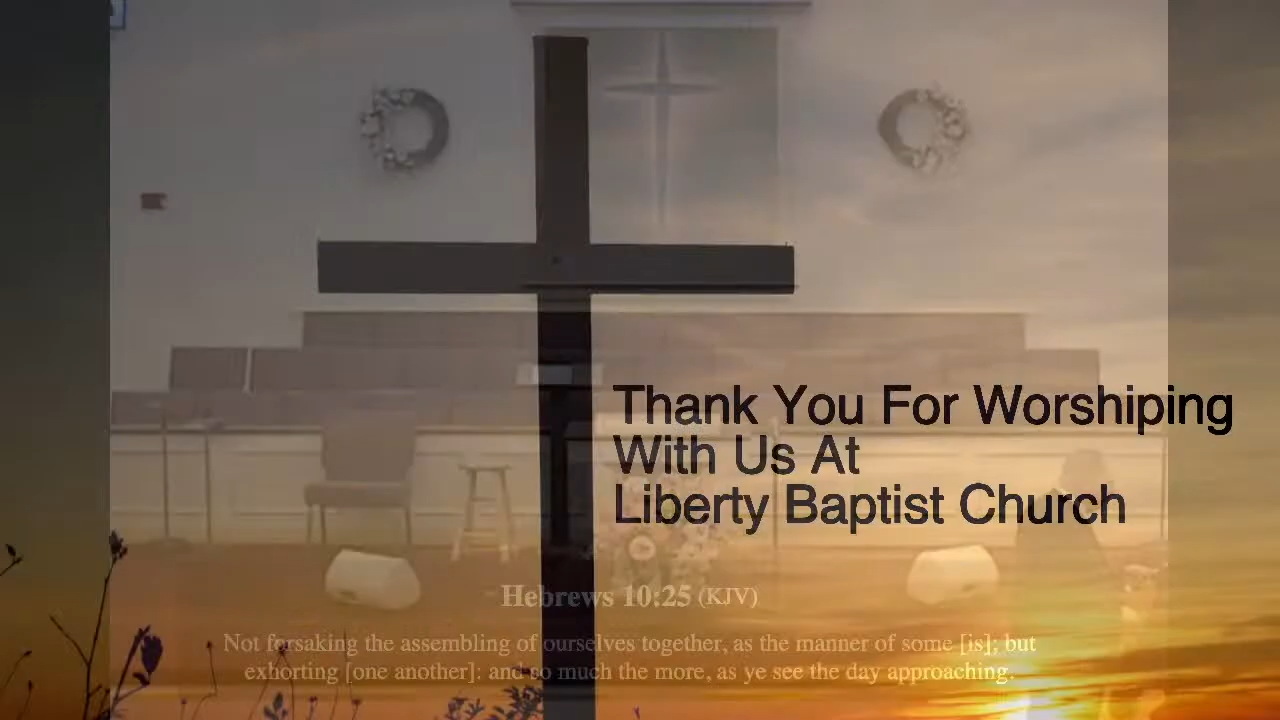 Thank You For Worshiping
With Us At
Liberty Baptist Church
Hebrews 10:25 (KJV)
Not forsaking the assembling of ourselves together, as the manner of some [is]; but
exhorting [one another]: and so much the more, as ye see the day approaching.